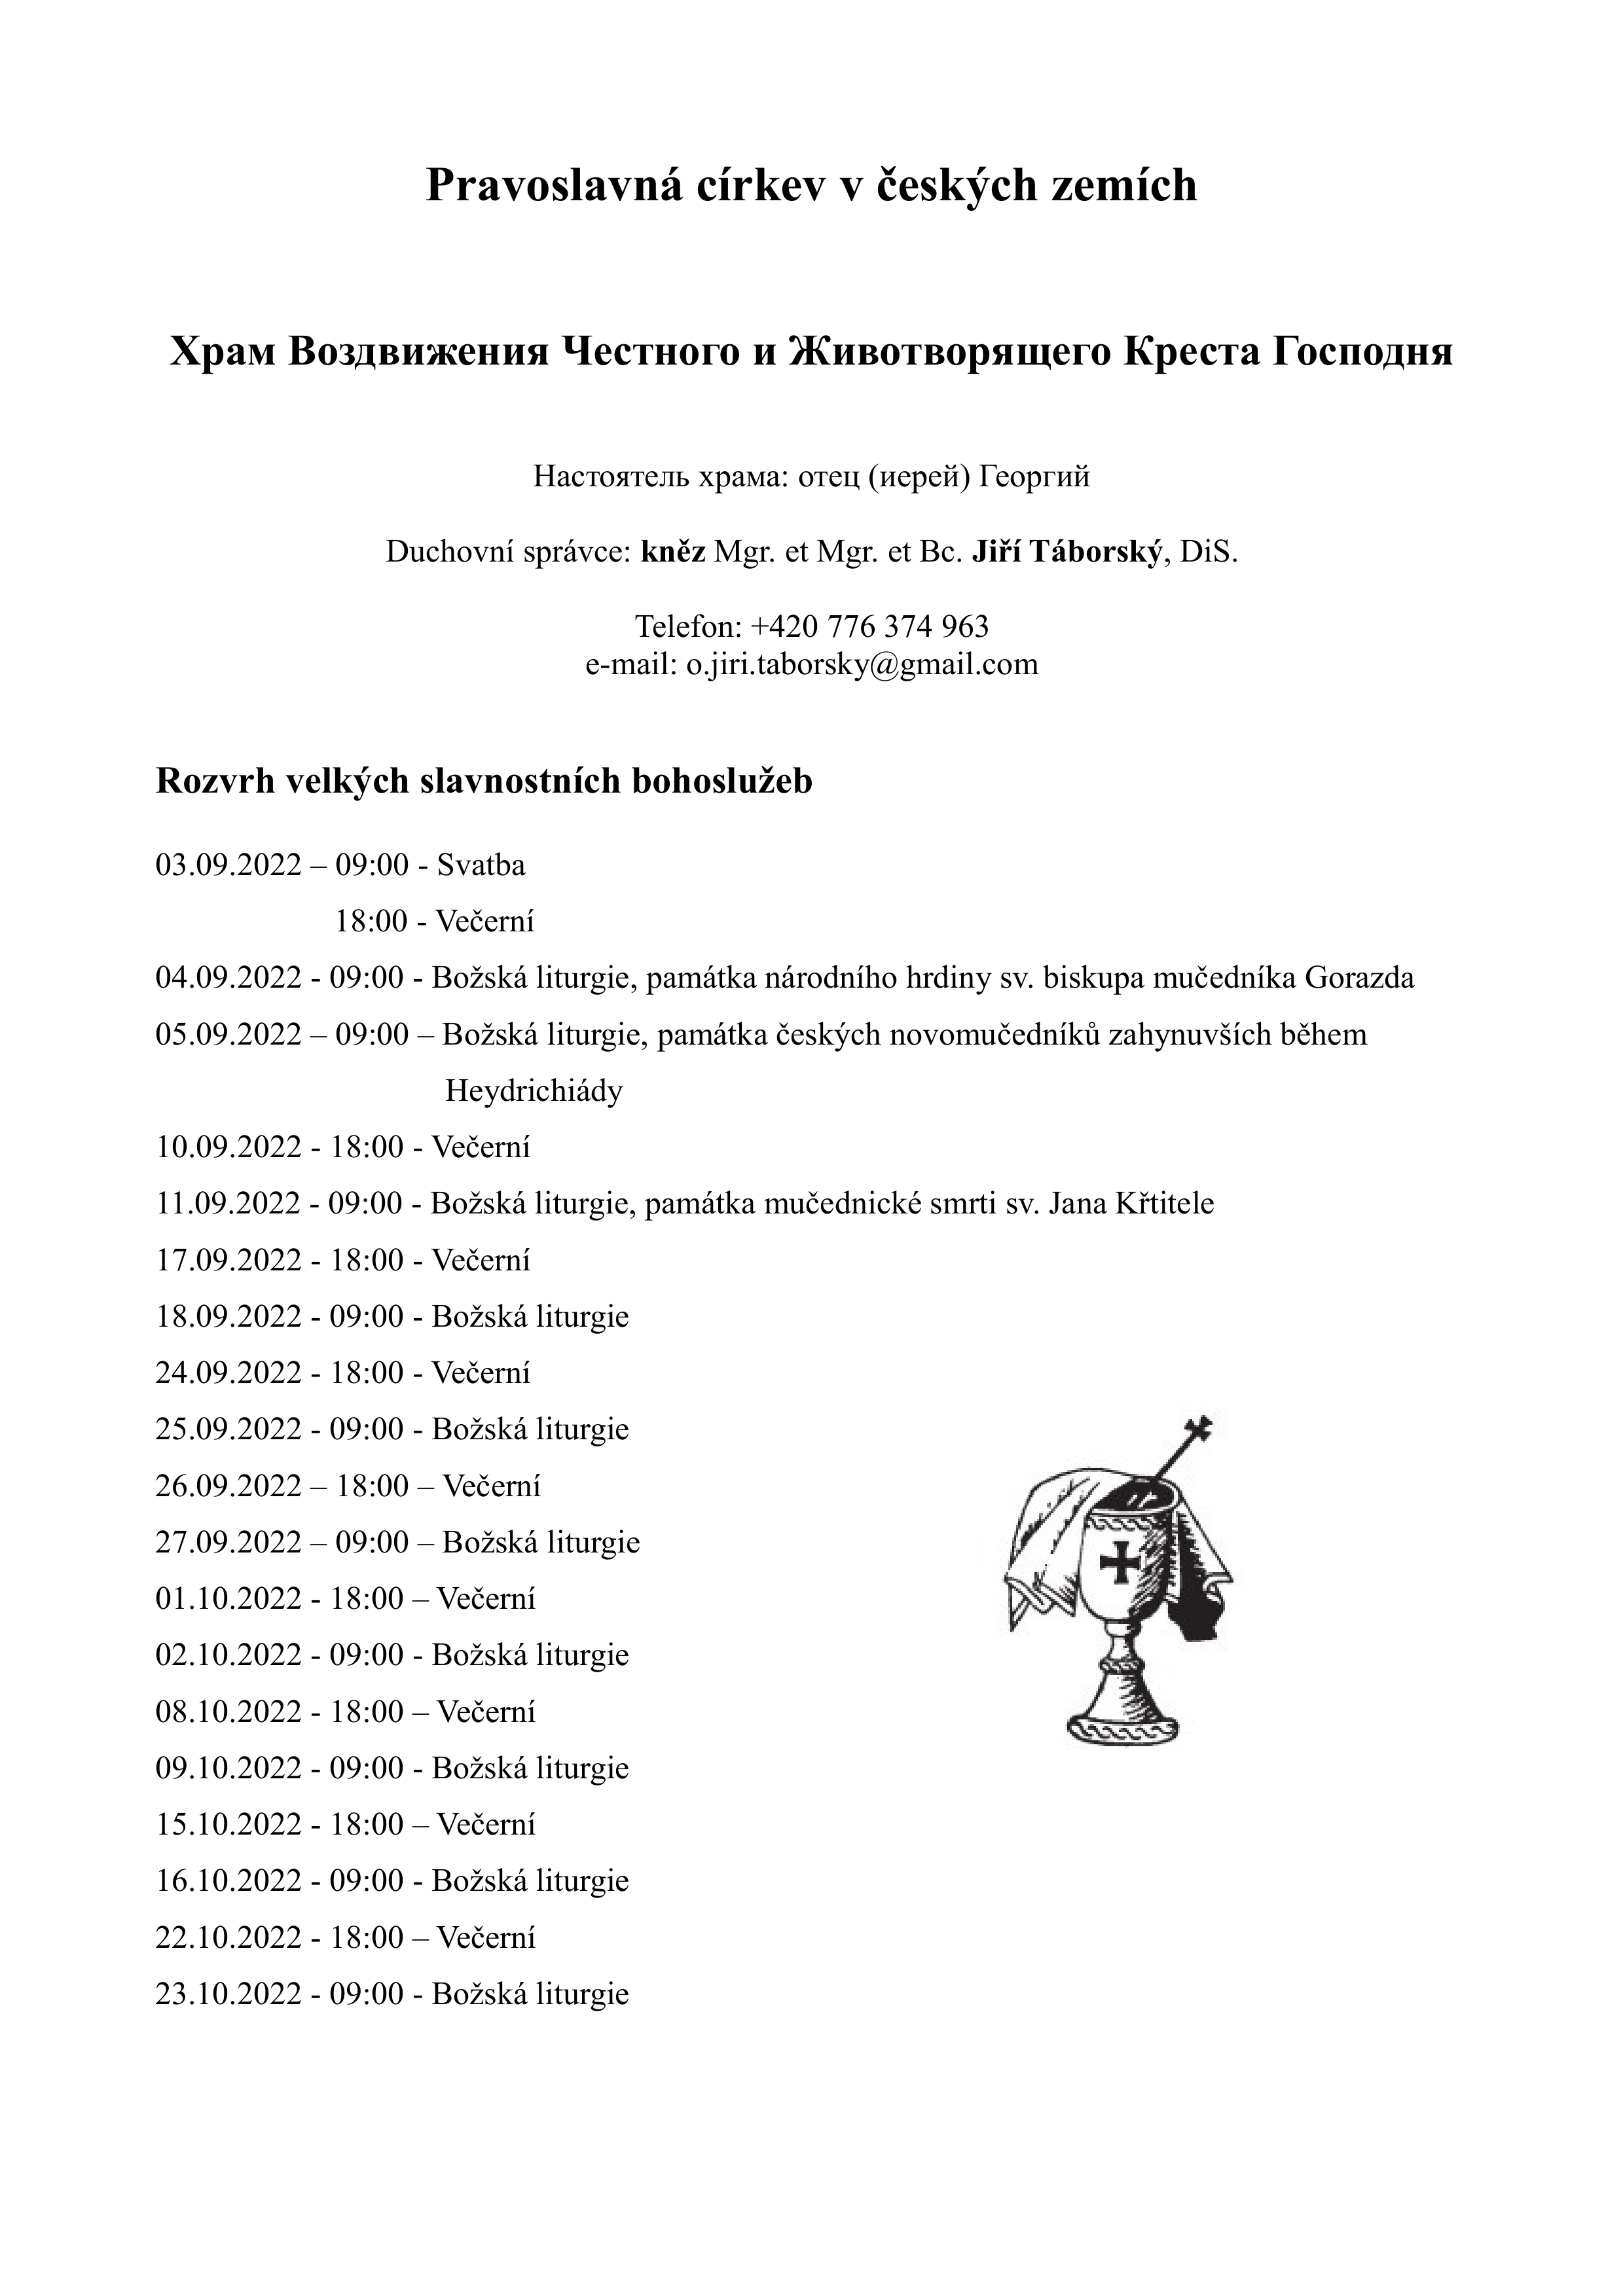 Pravoslavná církev v českých zemích
Храм Воздвижения Честного и Животворящего Креста Господня
Настоятель храма: отец (иерей) Георгий
Duchovní správce: kněz Mgr. et Mgr. et Bc. Jiří Táborský, DiS.
Telefon: +420 776 374 963
e-mail: o.jiri.taborsky@gmail.com
Rozvrh velkých slavnostních bohoslužeb
03.09.2022 – 09:00 - Svatba
18:00 - Večerní
04.09.2022 - 09:00 - Božská liturgie, památka národního hrdiny sv. biskupa mučedníka Gorazda
05.09.2022 – 09:00 – Božská liturgie, památka českých novomučedníků zahynuvších během
Heydrichiády
10.09.2022 - 18:00 - Večerní
11.09.2022 - 09:00 - Božská liturgie, památka mučednické smrti sv. Jana Křtitele
17.09.2022 - 18:00 - Večerní
18.09.2022 - 09:00 - Božská liturgie
24.09.2022 - 18:00 - Večerní
25.09.2022 - 09:00 - Božská liturgie
26.09.2022 – 18:00 – Večerní
27.09.2022 – 09:00 – Božská liturgie
01.10.2022 - 18:00 – Večerní
02.10.2022 - 09:00 - Božská liturgie
08.10.2022 - 18:00 – Večerní
09.10.2022 - 09:00 - Božská liturgie
15.10.2022 - 18:00 – Večerní
16.10.2022 - 09:00 - Božská liturgie
22.10.2022 - 18:00 – Večerní
23.10.2022 - 09:00 - Božská liturgie